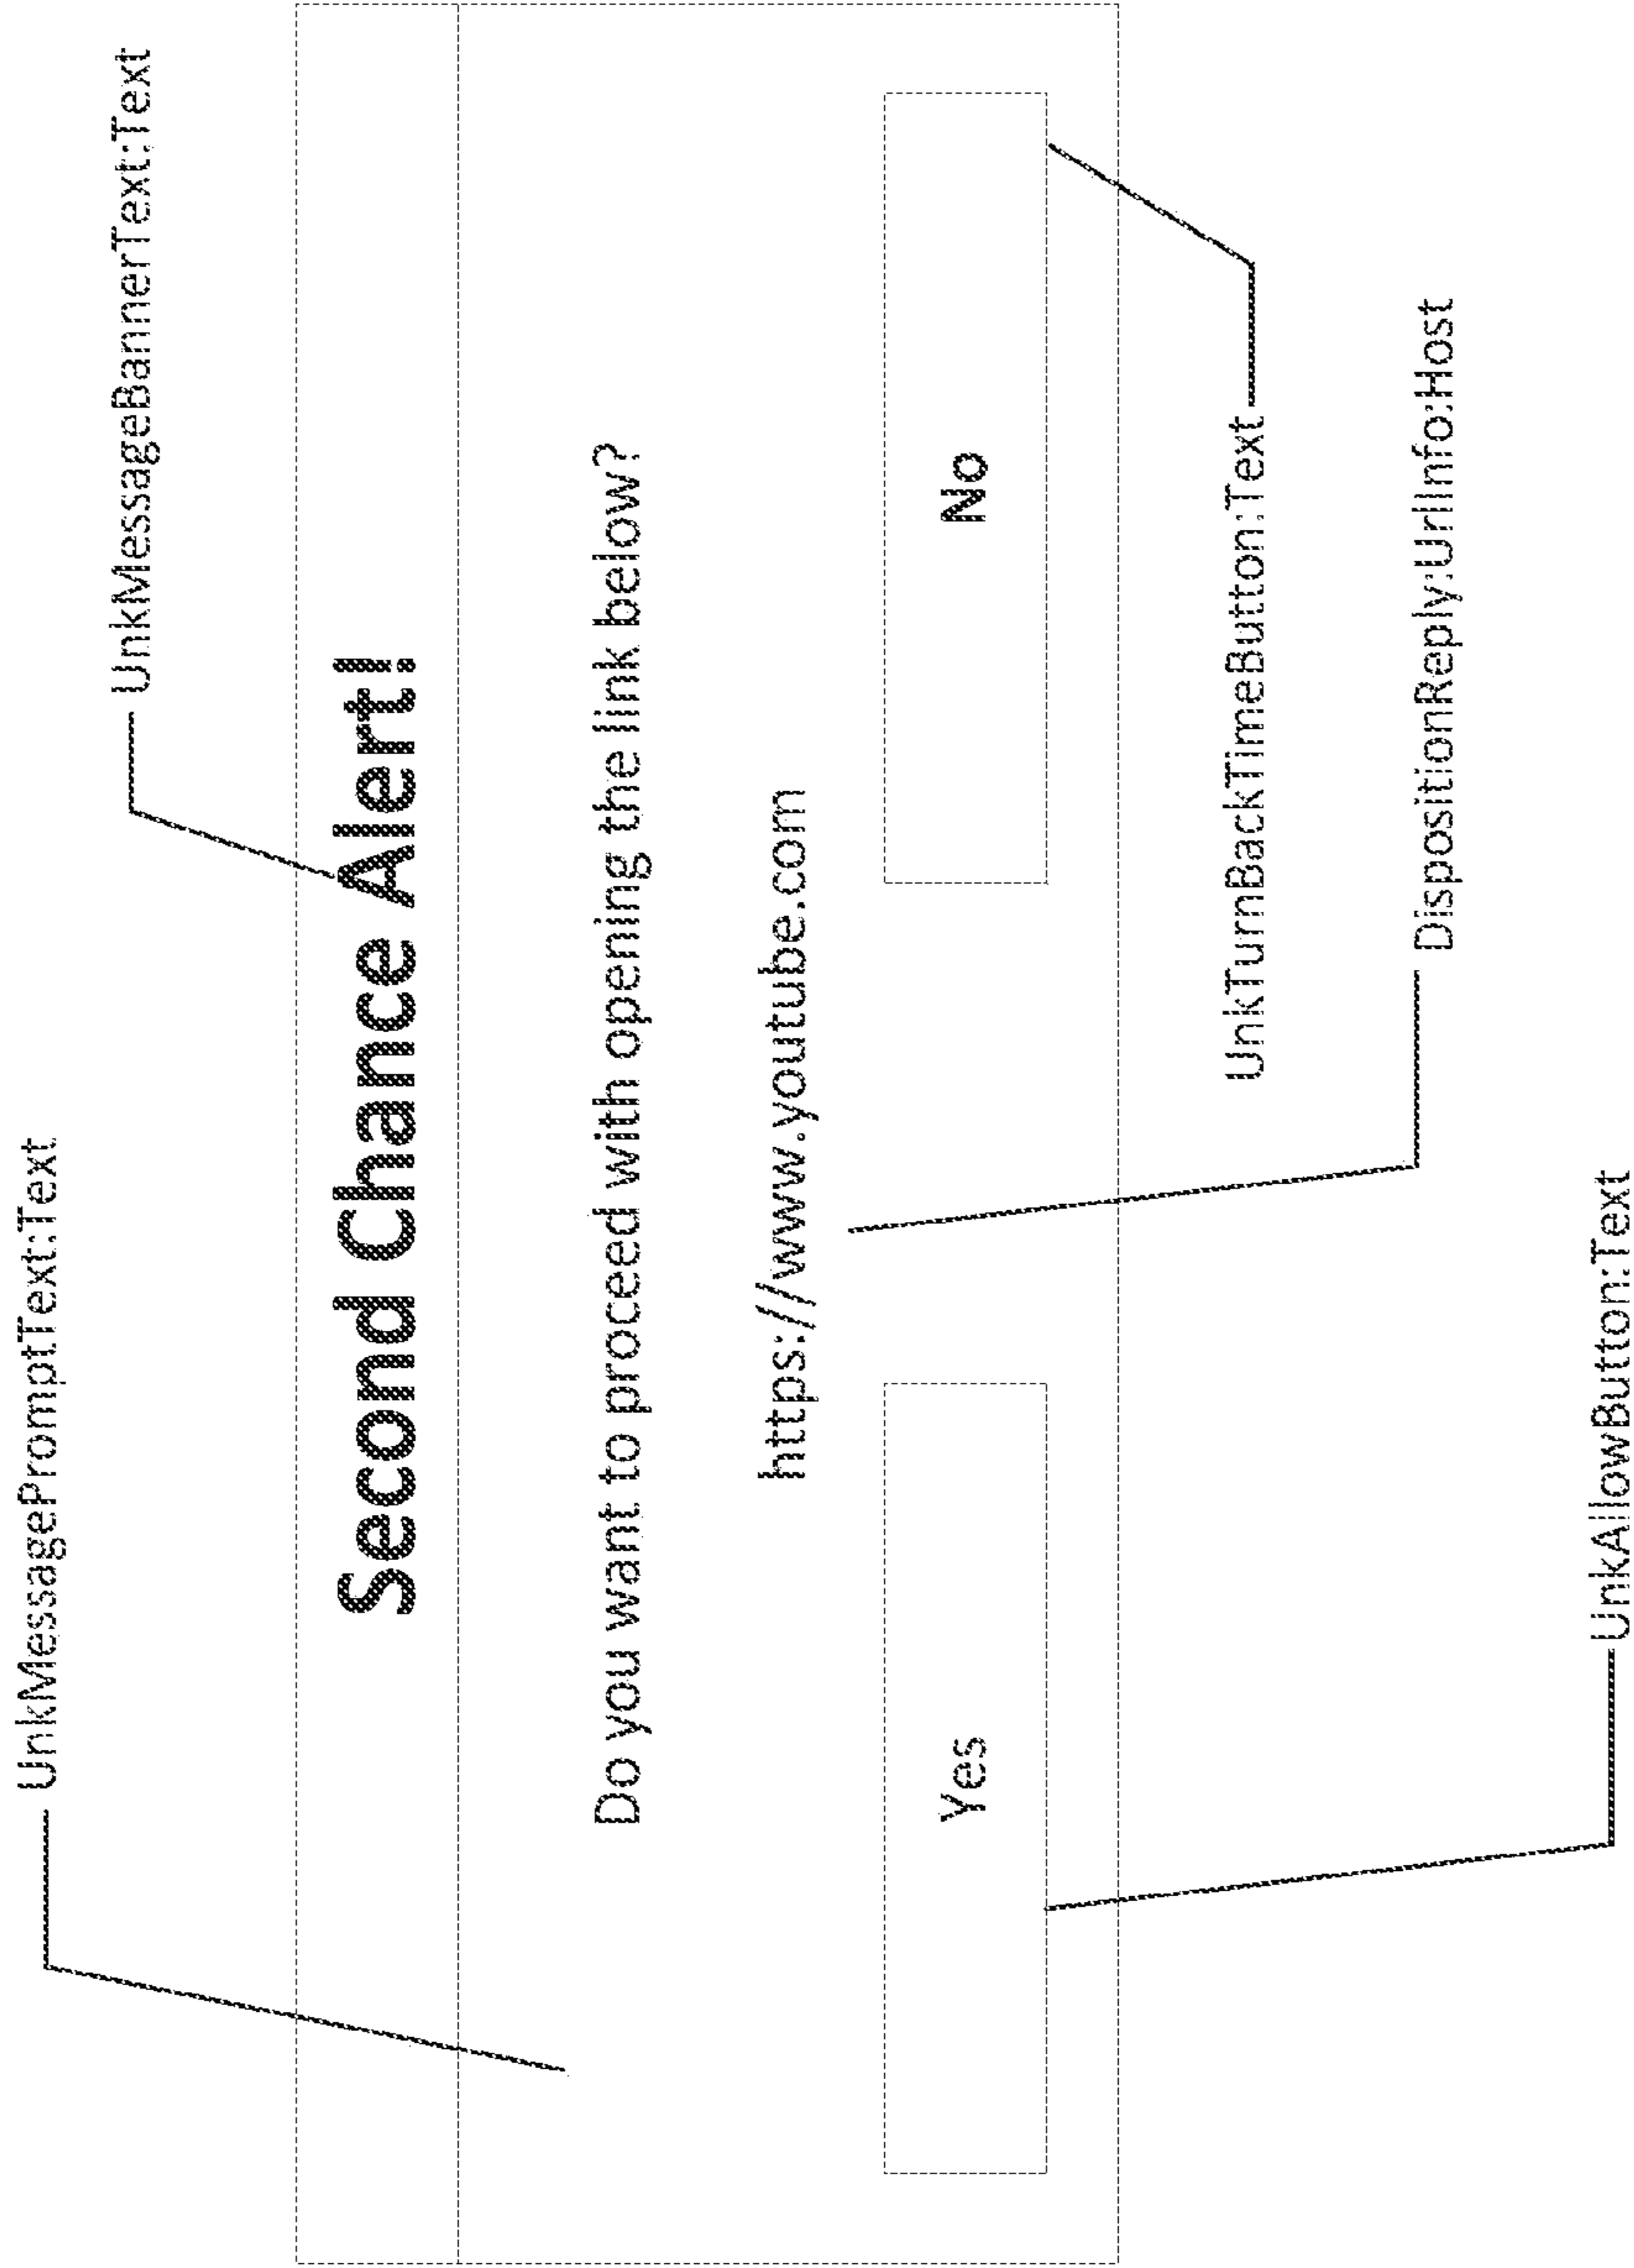 UnkMessagePromptText:Text
UnkMessageBannerText:Text
Second Chance Alert!
Do you want to proceed with opening the link below?
https://www.youtube.com
Yes
No
UnkTurnBackTimeButton:Text
DispositionReply:UrlInfo:Host
UnkAllowButton:Text